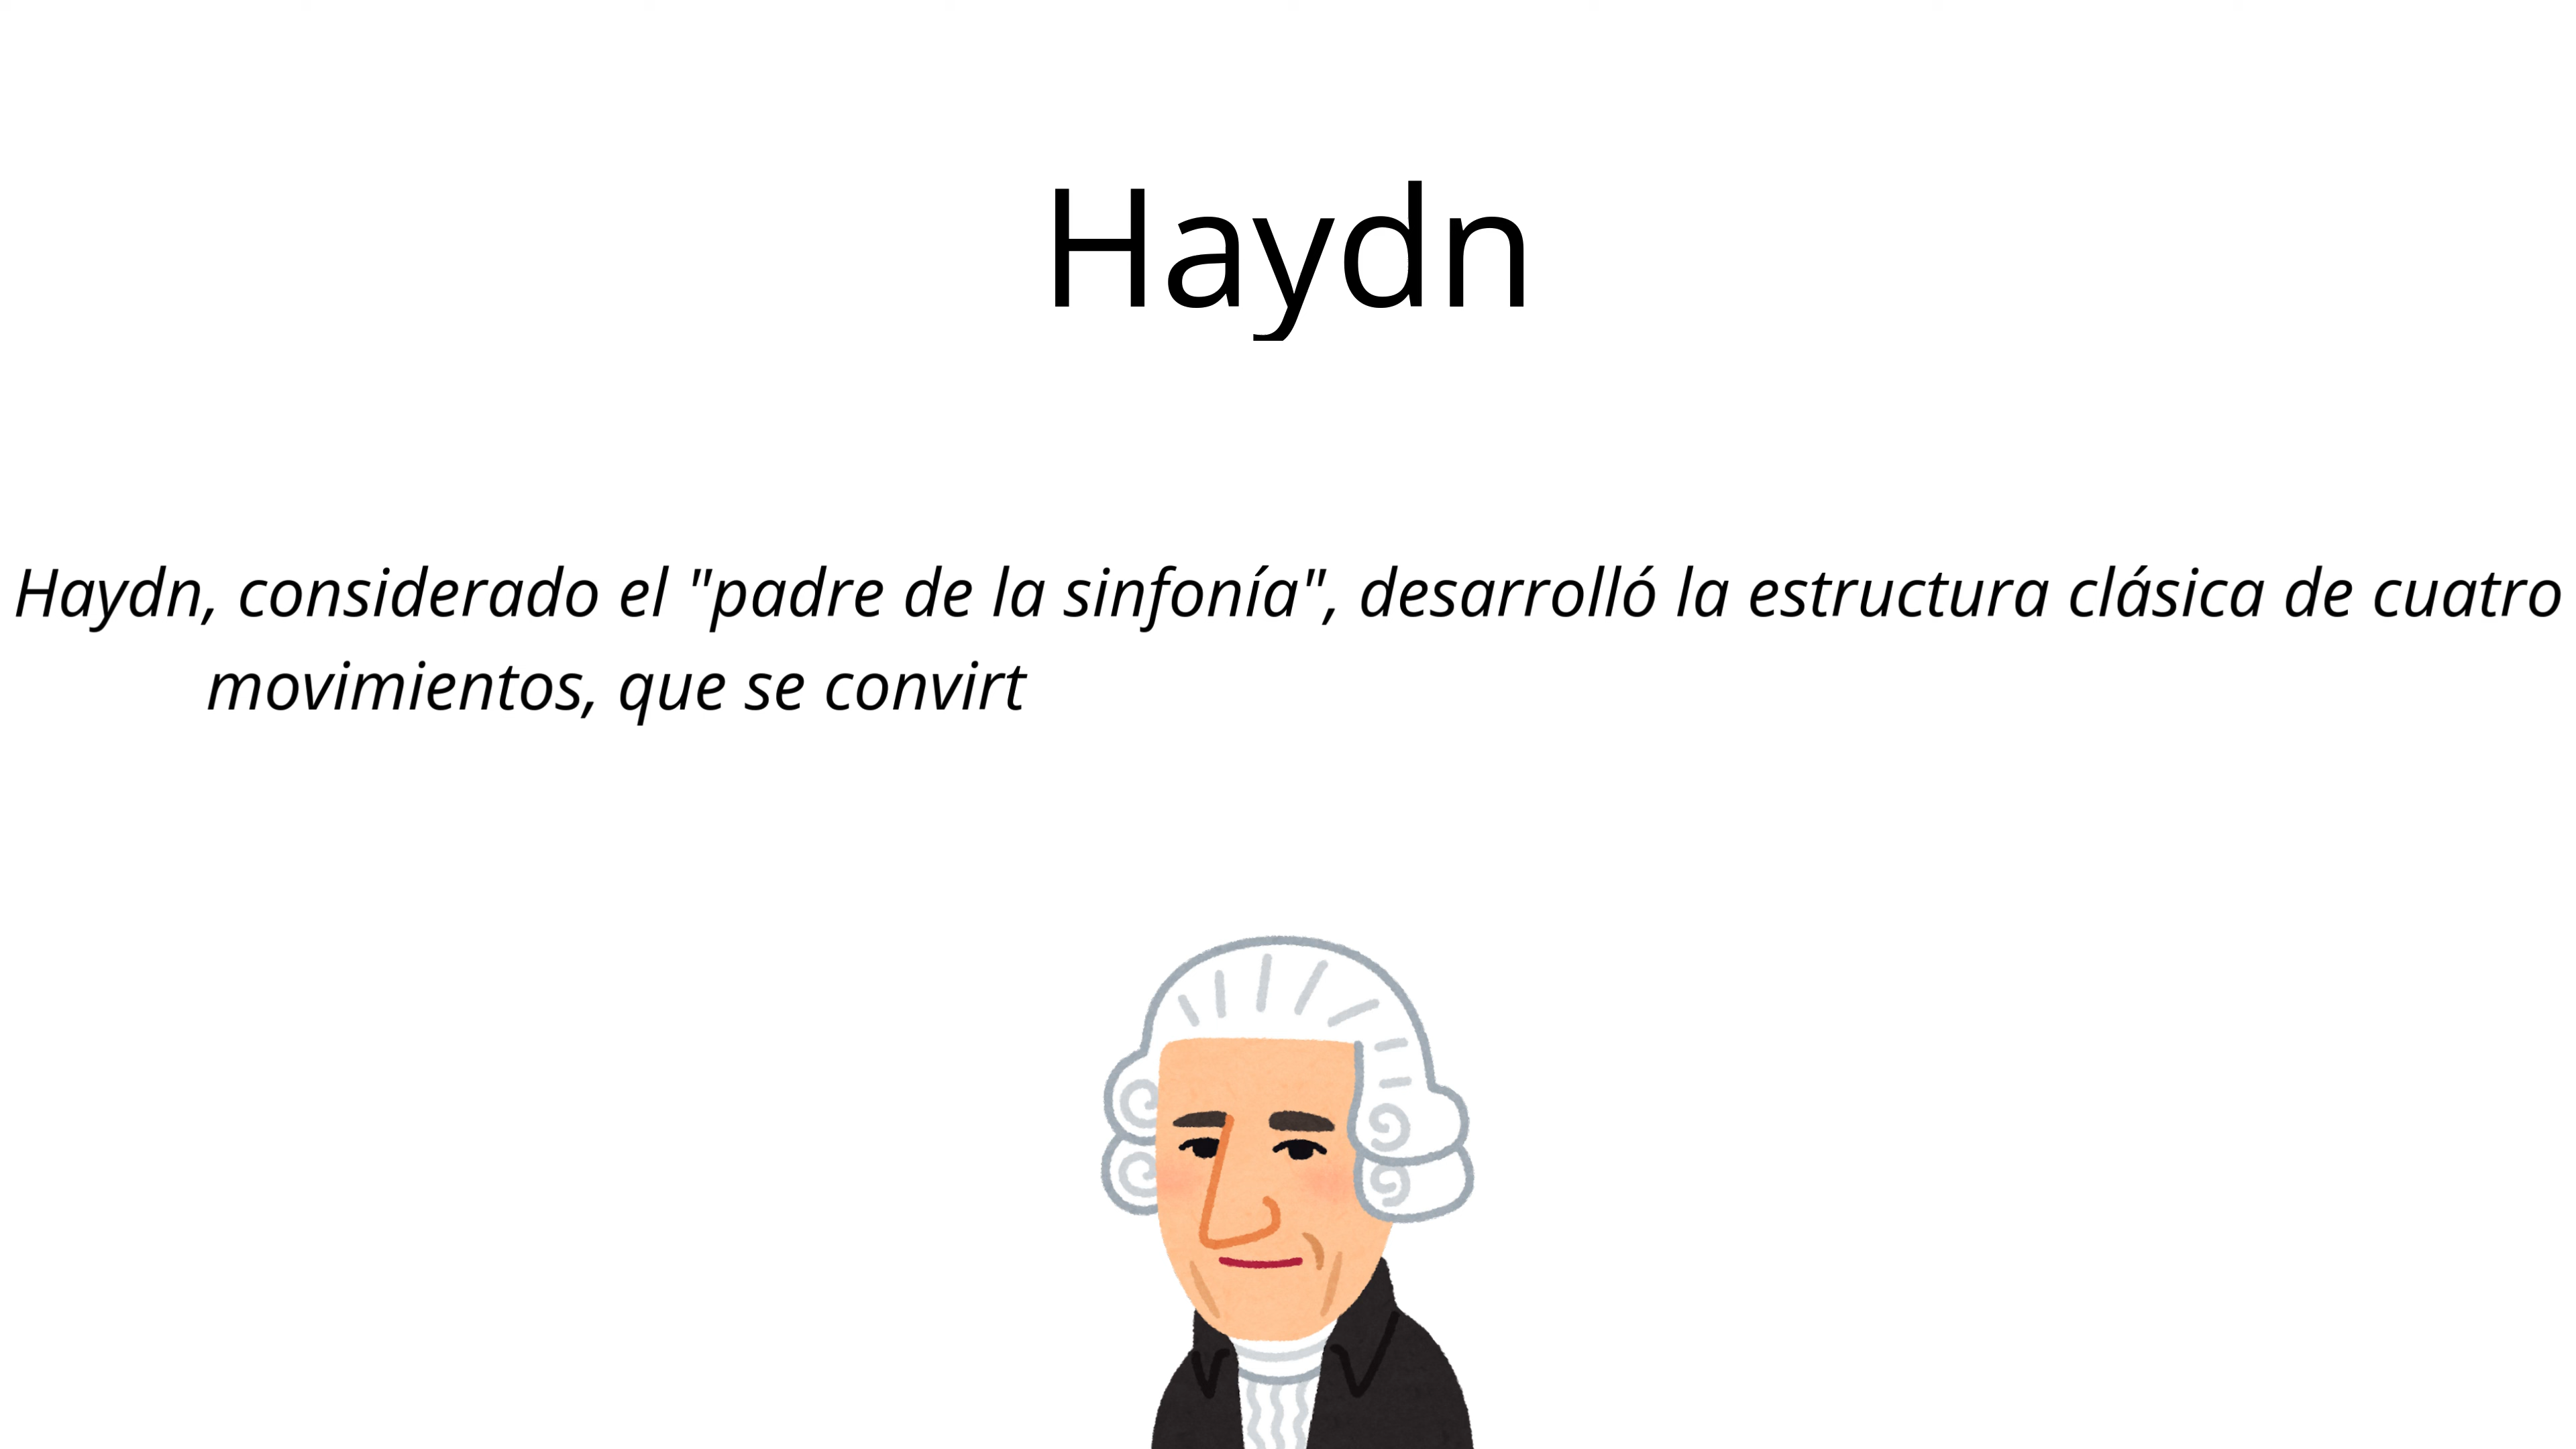 Haydn
Haydn, considerado el "padre de la sinfonía", desarrolló la estructura clásica de cuatro
movimientos, que se convirt